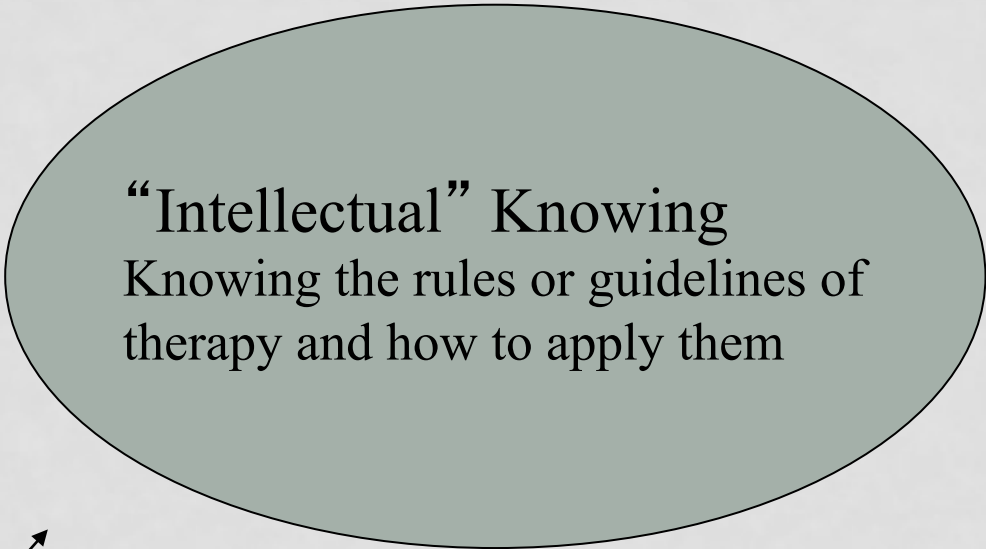 “Intellectual” Knowing
Knowing the rules or guidelines of
therapy and how to apply them